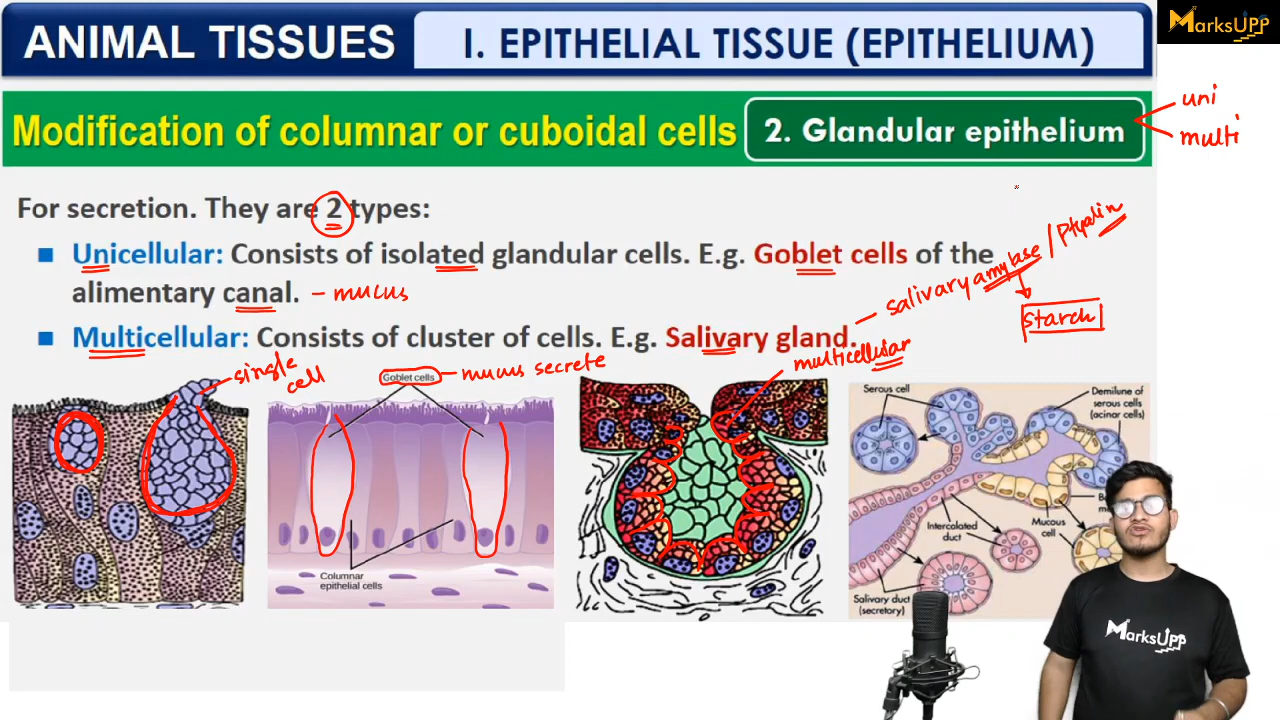 ANIMAL TISSUES
I. EPITHELIAL TISSUE (EPITHELIUM)
MarksUPP
Modification of columnar or cuboidal cells
2. Glandular epithelium
uni
multi
For secretion. They are 2 types:
Unicellular: Consists of isolated glandular cells. E.g. Goblet cells of the
alimentary canal.
- mucus
salivary amylase / Ptyalin
starch
Multicellular: Consists of cluster of cells. E.g. Salivary gland.
single
cell
Goblet cells
- mucus secrete
multicellular
Columnar
epithelial cells
Serous cell
Demilune of
serous cells
(acinar cells)
Intercolated
duct
Mucous
cell
Salivary duct
(secretory)
MarksUPP